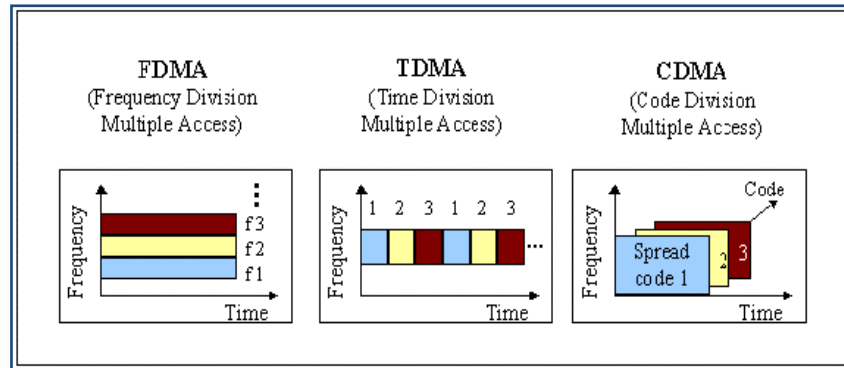 FDMA
(Frequency Division
Multiple Access)
TDMA
(Time Division
Multiple Access)
CDMA
(Code Division
Multiple Access)
Frequency
f3
f2
f1
Time
Frequency
1 2 3 1 2 3
...
Time
Frequency
Code
Spread
code 1
2
3
Time